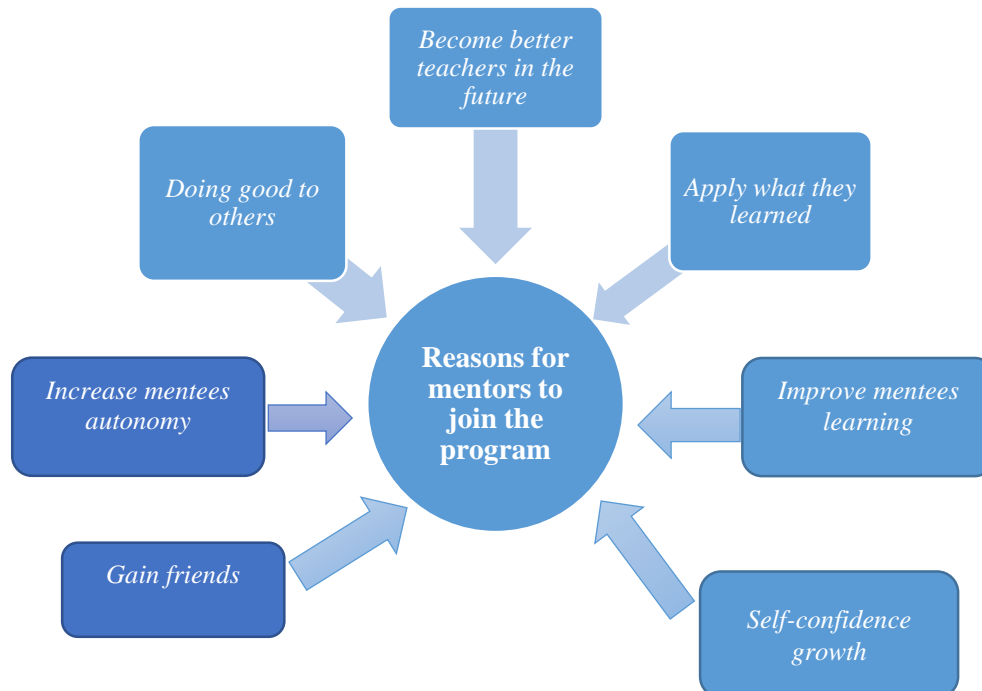 Become better
teachers in the
future
Doing good to
others
Apply what they
learned
Reasons for
mentors to
join the
program
Increase mentees
autonomy
Improve mentees
learning
Gain friends
Self-confidence
growth